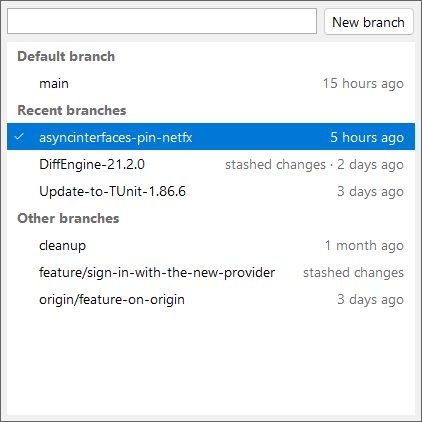 New branch
Default branch
main 15 hours ago
Recent branches
asyncinterfaces-pin-netfx 5 hours ago
DiffEngine-21.2.0 stashed changes · 2 days ago
Update-to-TUnit-1.86.6 3 days ago
Other branches
cleanup 1 month ago
feature/sign-in-with-the-new-provider stashed changes
origin/feature-on-origin 3 days ago